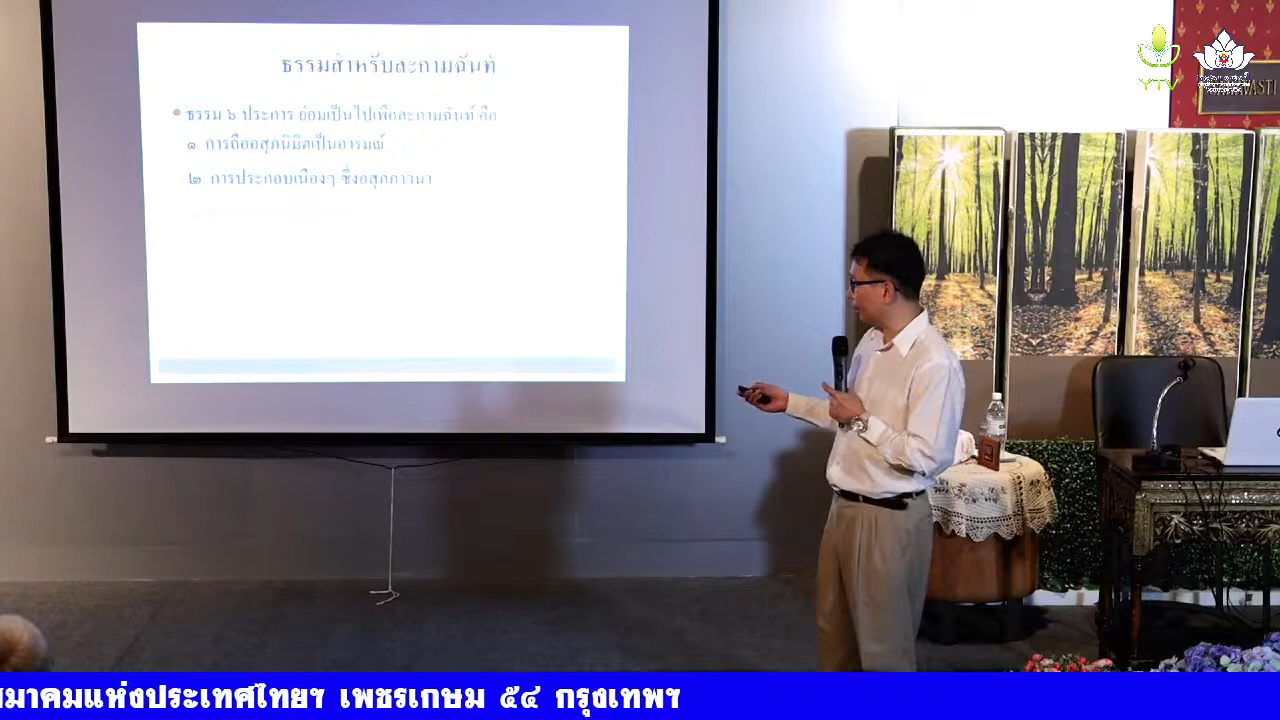 ธรรมสำหรับละกามฉันท์
ธรรม ๖ ประการ ย่อมเป็นไปเพื่อละกามฉันท์ คือ
๑. การถืออสุภนิมิตเป็นอารมณ์
๒. การประกอบเนืองๆ ซึ่งอสุภภาวนา
YTV
VASTI
สมาคมแห่งประเทศไทยฯ เพชรเกษม ๕๔ กรุงเทพฯ